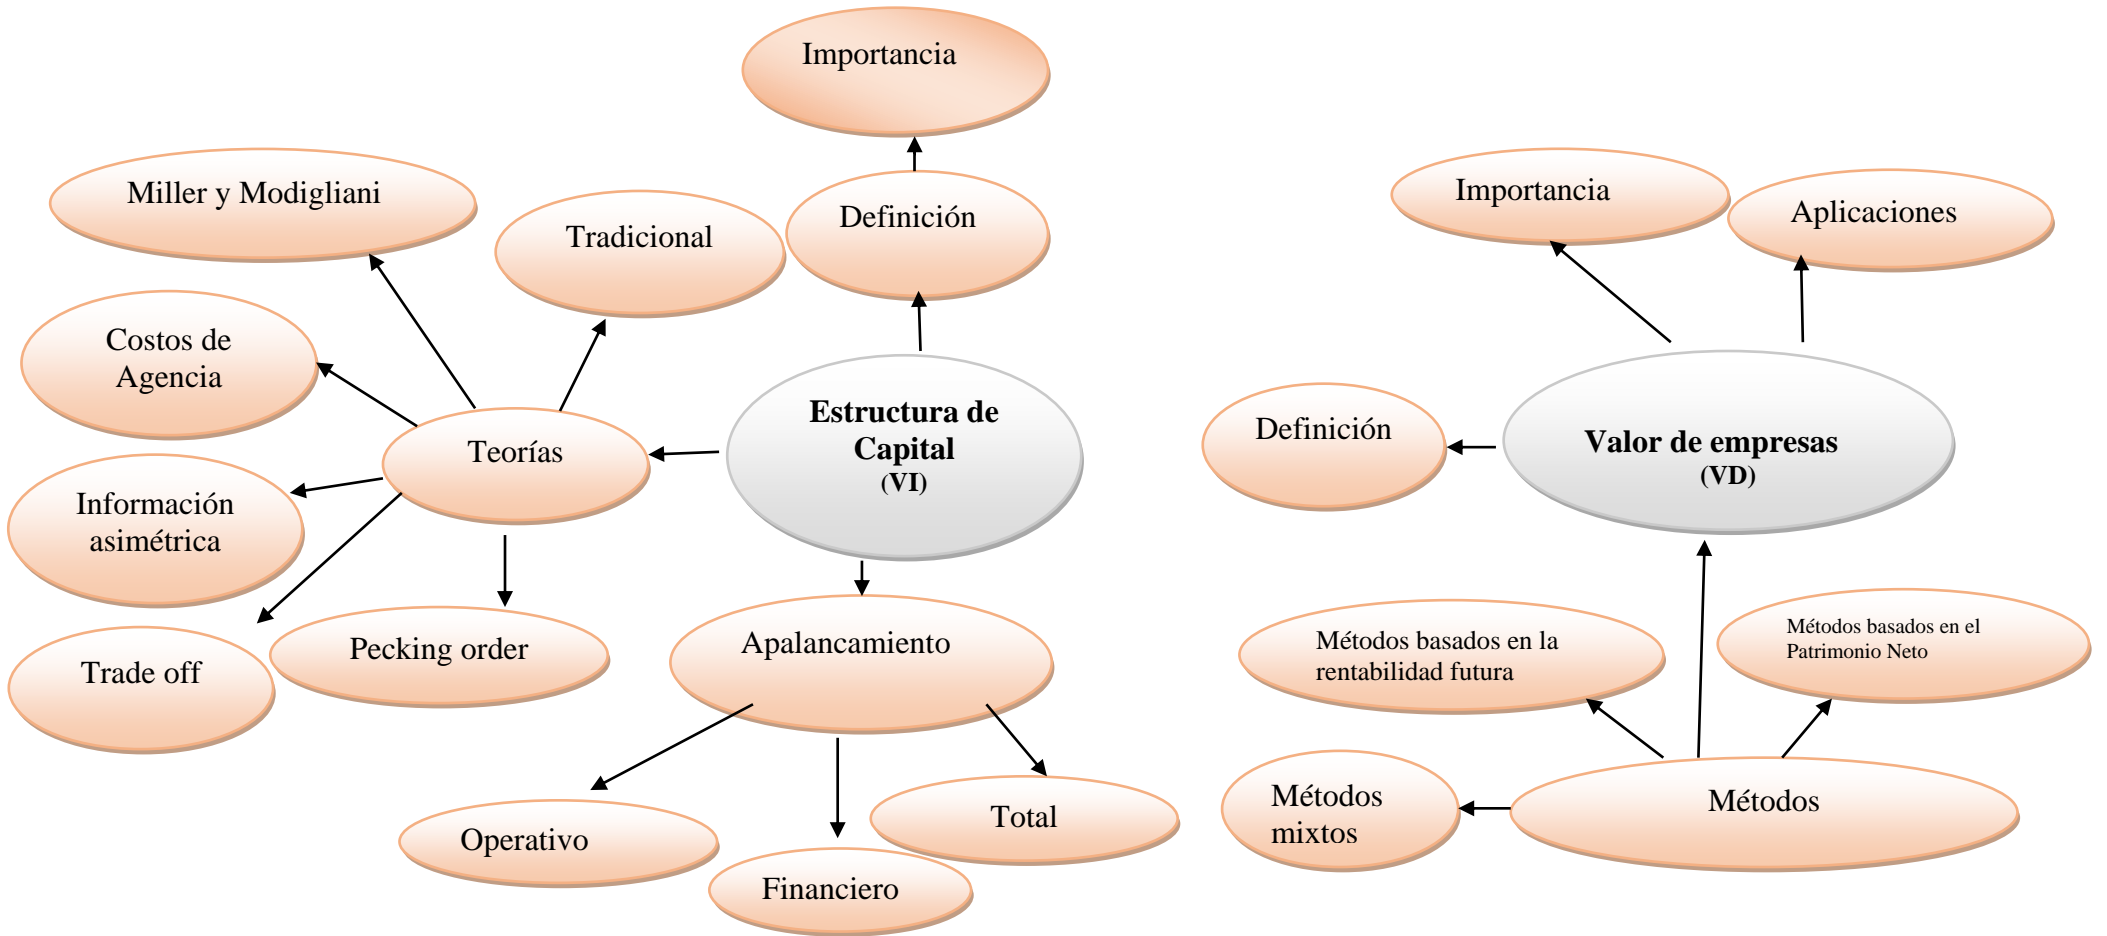 Importancia
Miller y Modigliani
Tradicional
Definición
Costos de
Agencia
Teorías
Estructura de
Capital
(VI)
Información
asimétrica
Trade off
Pecking order
Apalancamiento
Operativo
Financiero
Total
Importancia
Aplicaciones
Definición
Valor de empresas
(VD)
Métodos basados en la
rentabilidad futura
Métodos basados en el
Patrimonio Neto
Métodos
mixtos
Métodos